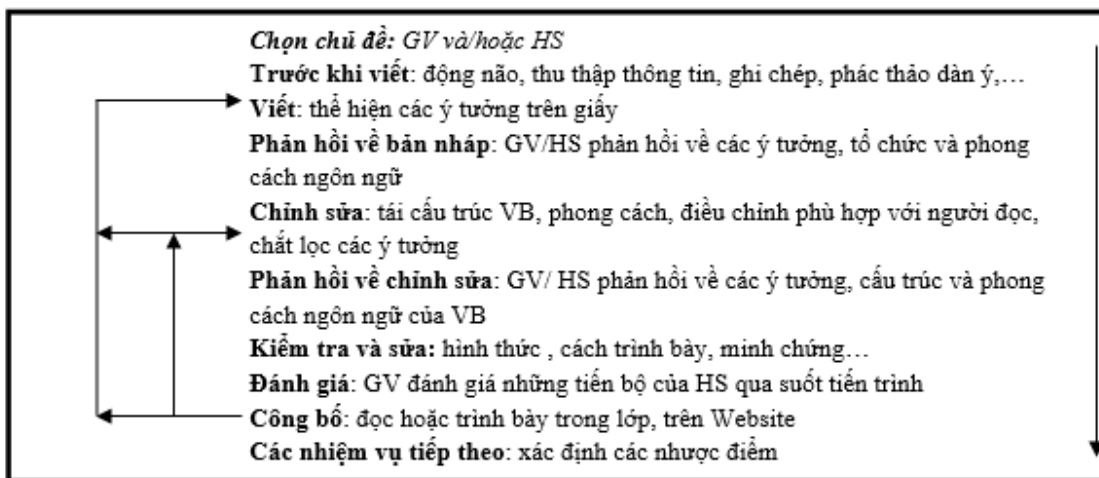 Chọn chủ đề: GV và/hoặc HS
Trước khi viết: động não, thu thập thông tin, ghi chép, phác thảo dàn ý,…
Viết: thể hiện các ý tưởng trên giấy
Phản hồi về bản nháp: GV/HS phản hồi về các ý tưởng, tổ chức và phong
cách ngôn ngữ
Chỉnh sửa: tái cấu trúc VB, phong cách, điều chỉnh phù hợp với người đọc,
chắt lọc các ý tưởng
Phản hồi về chỉnh sửa: GV/ HS phản hồi về các ý tưởng, cấu trúc và phong
cách ngôn ngữ của VB
Kiểm tra và sửa: hình thức , cách trình bày, minh chứng…
Đánh giá: GV đánh giá những tiến bộ của HS qua suốt tiến trình
Công bố: đọc hoặc trình bày trong lớp, trên Website
Các nhiệm vụ tiếp theo: xác định các nhược điểm